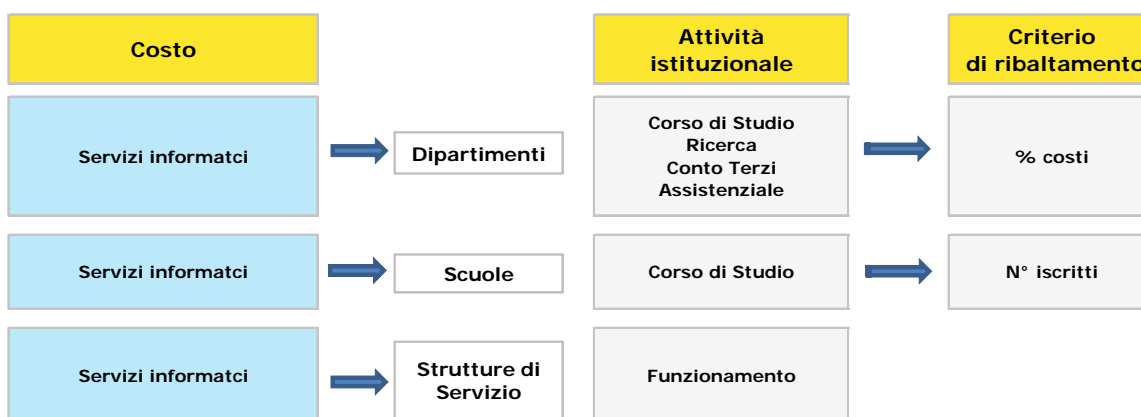 Costo
Attività
istituzionale
Criterio
di ribaltamento
Servizi informatci
Dipartimenti
Corso di Studio
Ricerca
Conto Terzi
Assistenziale
% costi
Servizi informatci
Scuole
Corso di Studio
N° iscritti
Servizi informatci
Strutture di
Servizio
Funzionamento